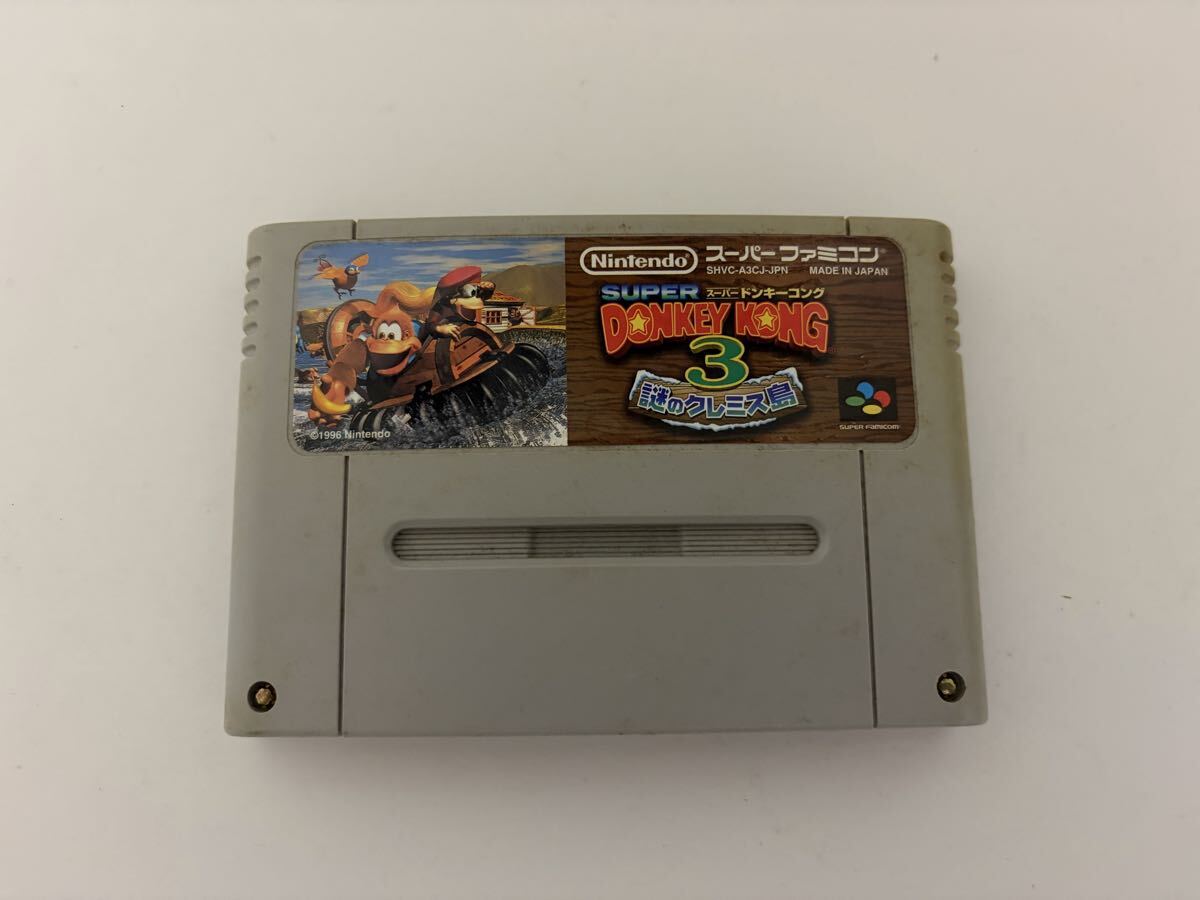 Nintendo スーパーファミコン
SHVC-A3CJ-JPN MADE IN JAPAN
SUPER スーパードンキーコング
DONKEY KONG
3
謎のクレミス島
©1996 Nintendo
SUPER FAMICOM